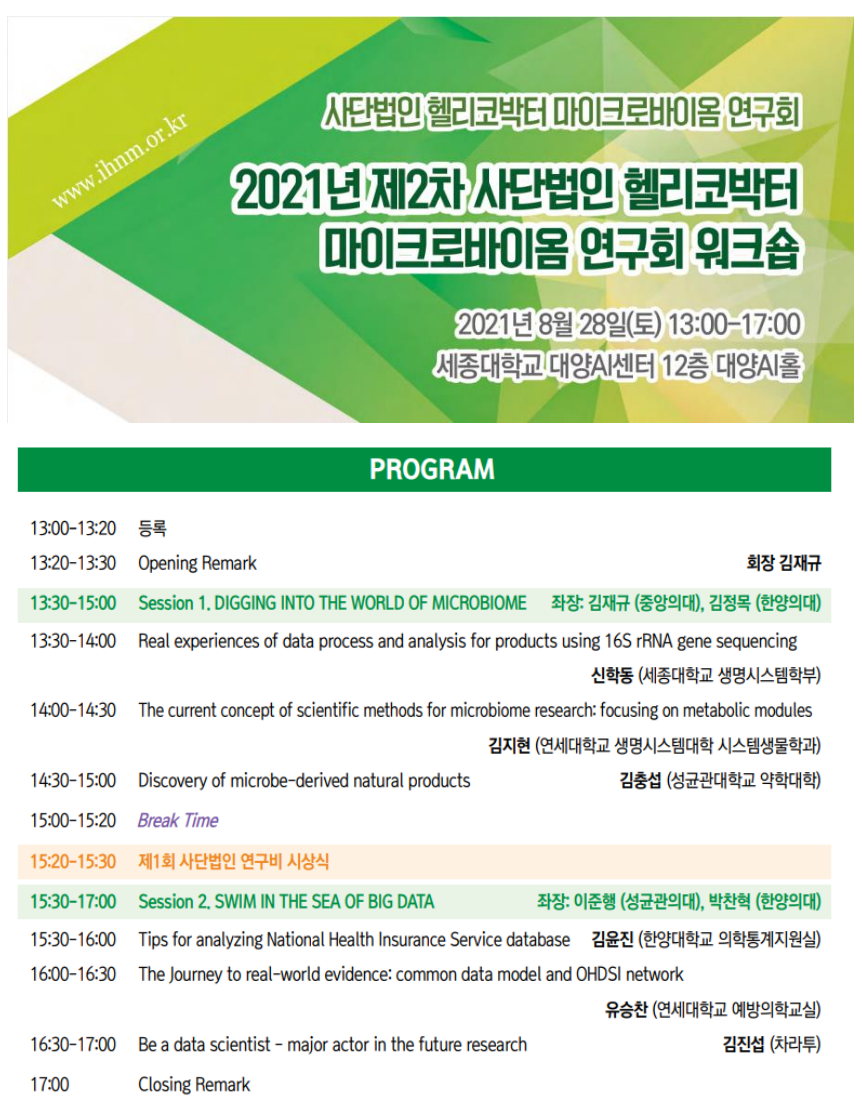 www.ihnm.or.kr
사단법인 헬리코박터 마이크로바이옴 연구회
2021년 제2차 사단법인 헬리코박터
마이크로바이옴 연구회 워크숍
2021년 8월 28일(토) 13:00-17:00
세종대학교 대양AI센터 12층 대양AI홀
PROGRAM
13:00-13:20 등록
13:20-13:30 Opening Remark 회장 김재규
13:30-15:00 Session 1. DIGGING INTO THE WORLD OF MICROBIOME 좌장: 김재규 (중앙의대), 김정목 (한양의대)
13:30-14:00 Real experiences of data process and analysis for products using 16S rRNA gene sequencing
신학동 (세종대학교 생명시스템학부)
14:00-14:30 The current concept of scientific methods for microbiome research: focusing on metabolic modules
김지현 (연세대학교 생명시스템대학 시스템생물학과)
14:30-15:00 Discovery of microbe-derived natural products 김충섭 (성균관대학교 약학대학)
15:00-15:20 Break Time
15:20-15:30 제1회 사단법인 연구비 시상식
15:30-17:00 Session 2. SWIM IN THE SEA OF BIG DATA 좌장: 이준행 (성균관의대), 박찬혁 (한양의대)
15:30-16:00 Tips for analyzing National Health Insurance Service database 김윤진 (한양대학교 의학통계지원실)
16:00-16:30 The Journey to real-world evidence: common data model and OHDSI network
유승찬 (연세대학교 예방의학교실)
16:30-17:00 Be a data scientist - major actor in the future research 김진섭 (차라투)
17:00 Closing Remark